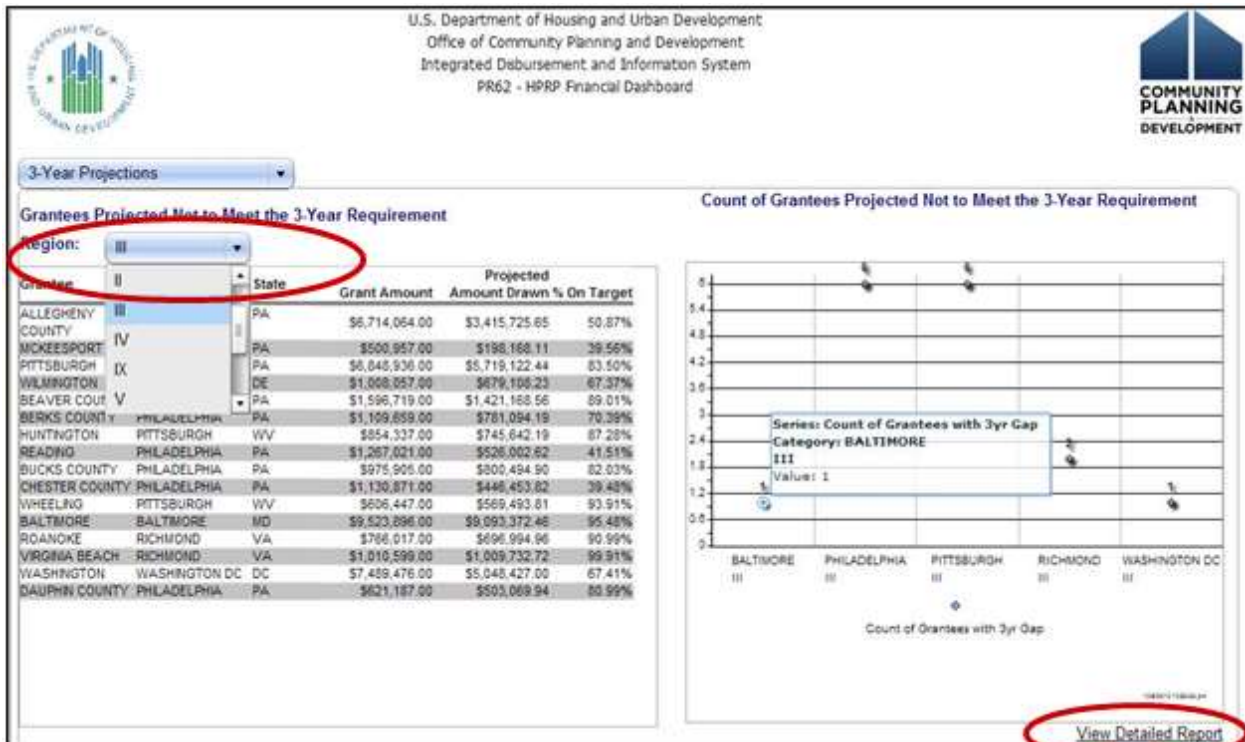 U.S. Department of Housing and Urban Development
Office of Community Planning and Development
Integrated Disbursement and Information System
PR62 - HPRP Financial Dashboard
COMMUNITY
PLANNING
&
DEVELOPMENT
3-Year Projections
Grantees Projected Not to Meet the 3-Year Requirement
Region: III
II
III
IV
IX
V
Grantee State Grant Amount Projected Amount Drawn % On Target
ALLEGHENY COUNTY PA $6,714,064.00 $3,415,725.65 50.87%
MCKEESPORT PA $500,957.00 $198,168.11 39.56%
PITTSBURGH PA $6,848,936.00 $5,719,122.44 83.50%
WILMINGTON DE $1,008,057.00 $679,108.23 67.37%
BEAVER COUN PA $1,596,719.00 $1,421,168.56 89.01%
BERKS COUNTY PHILADELPHIA PA $1,109,659.00 $781,094.19 70.39%
HUNTINGTON PITTSBURGH WV $854,337.00 $745,642.19 87.28%
READING PHILADELPHIA PA $1,267,021.00 $526,002.62 41.51%
BUCKS COUNTY PHILADELPHIA PA $975,905.00 $800,494.90 82.03%
CHESTER COUNTY PHILADELPHIA PA $1,130,871.00 $446,453.82 39.48%
WHEELING PITTSBURGH WV $606,447.00 $569,493.81 93.91%
BALTIMORE BALTIMORE MD $9,523,896.00 $9,093,372.46 95.48%
ROANOKE RICHMOND VA $766,017.00 $696,994.96 90.99%
VIRGINIA BEACH RICHMOND VA $1,010,599.00 $1,009,732.72 99.91%
WASHINGTON WASHINGTON DC DC $7,489,476.00 $5,048,427.00 67.41%
DAUPHIN COUNTY PHILADELPHIA PA $621,187.00 $503,069.94 80.99%
Count of Grantees Projected Not to Meet the 3-Year Requirement
6
5.4
4.8
4.2
3.6
3
2.4
1.8
1.2
0.6
0
Series: Count of Grantees with 3yr Gap
Category: BALTIMORE
III
Value: 1
BALTIMORE PHILADELPHIA PITTSBURGH RICHMOND WASHINGTON DC
III III III III III
Count of Grantees with 3yr Gap
View Detailed Report